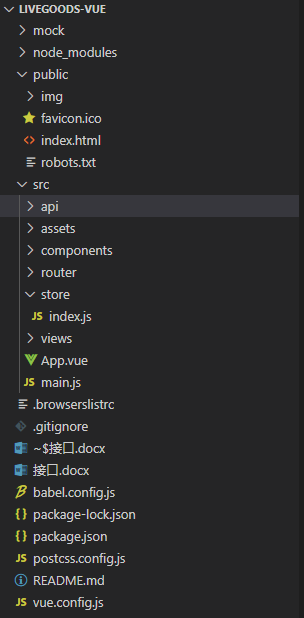 LIVEGOODS-VUE
mock
node_modules
public
img
favicon.ico
index.html
robots.txt
src
api
assets
components
router
store
JS index.js
views
App.vue
JS main.js
.browserslistrc
.gitignore
~$接口.docx
接口.docx
babel.config.js
{} package-lock.json
{} package.json
JS postcss.config.js
README.md
JS vue.config.js